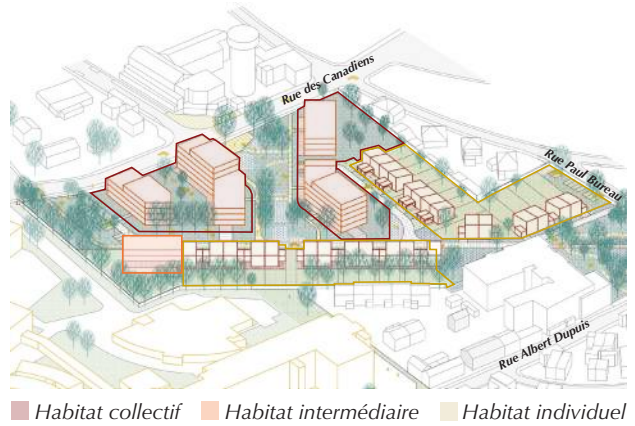 Rue des Canadiens
Rue Paul Bureau
Rue Albert Dupuis
Habitat collectif Habitat intermédiaire Habitat individuel